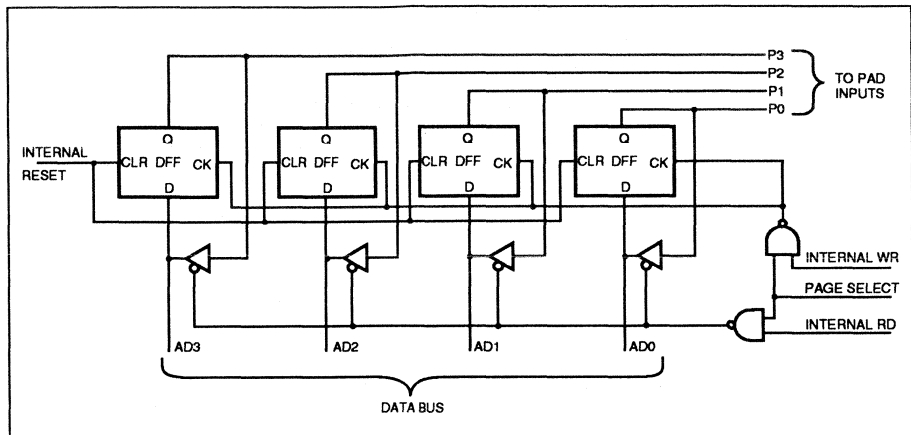 P3
P2
P1
P0
TO PAD
INPUTS
INTERNAL
RESET
Q
CLR DFF CK
D
Q
CLR DFF CK
D
Q
CLR DFF CK
D
Q
CLR DFF CK
D
INTERNAL WR
PAGE SELECT
INTERNAL RD
AD3
AD2
AD1
AD0
DATA BUS